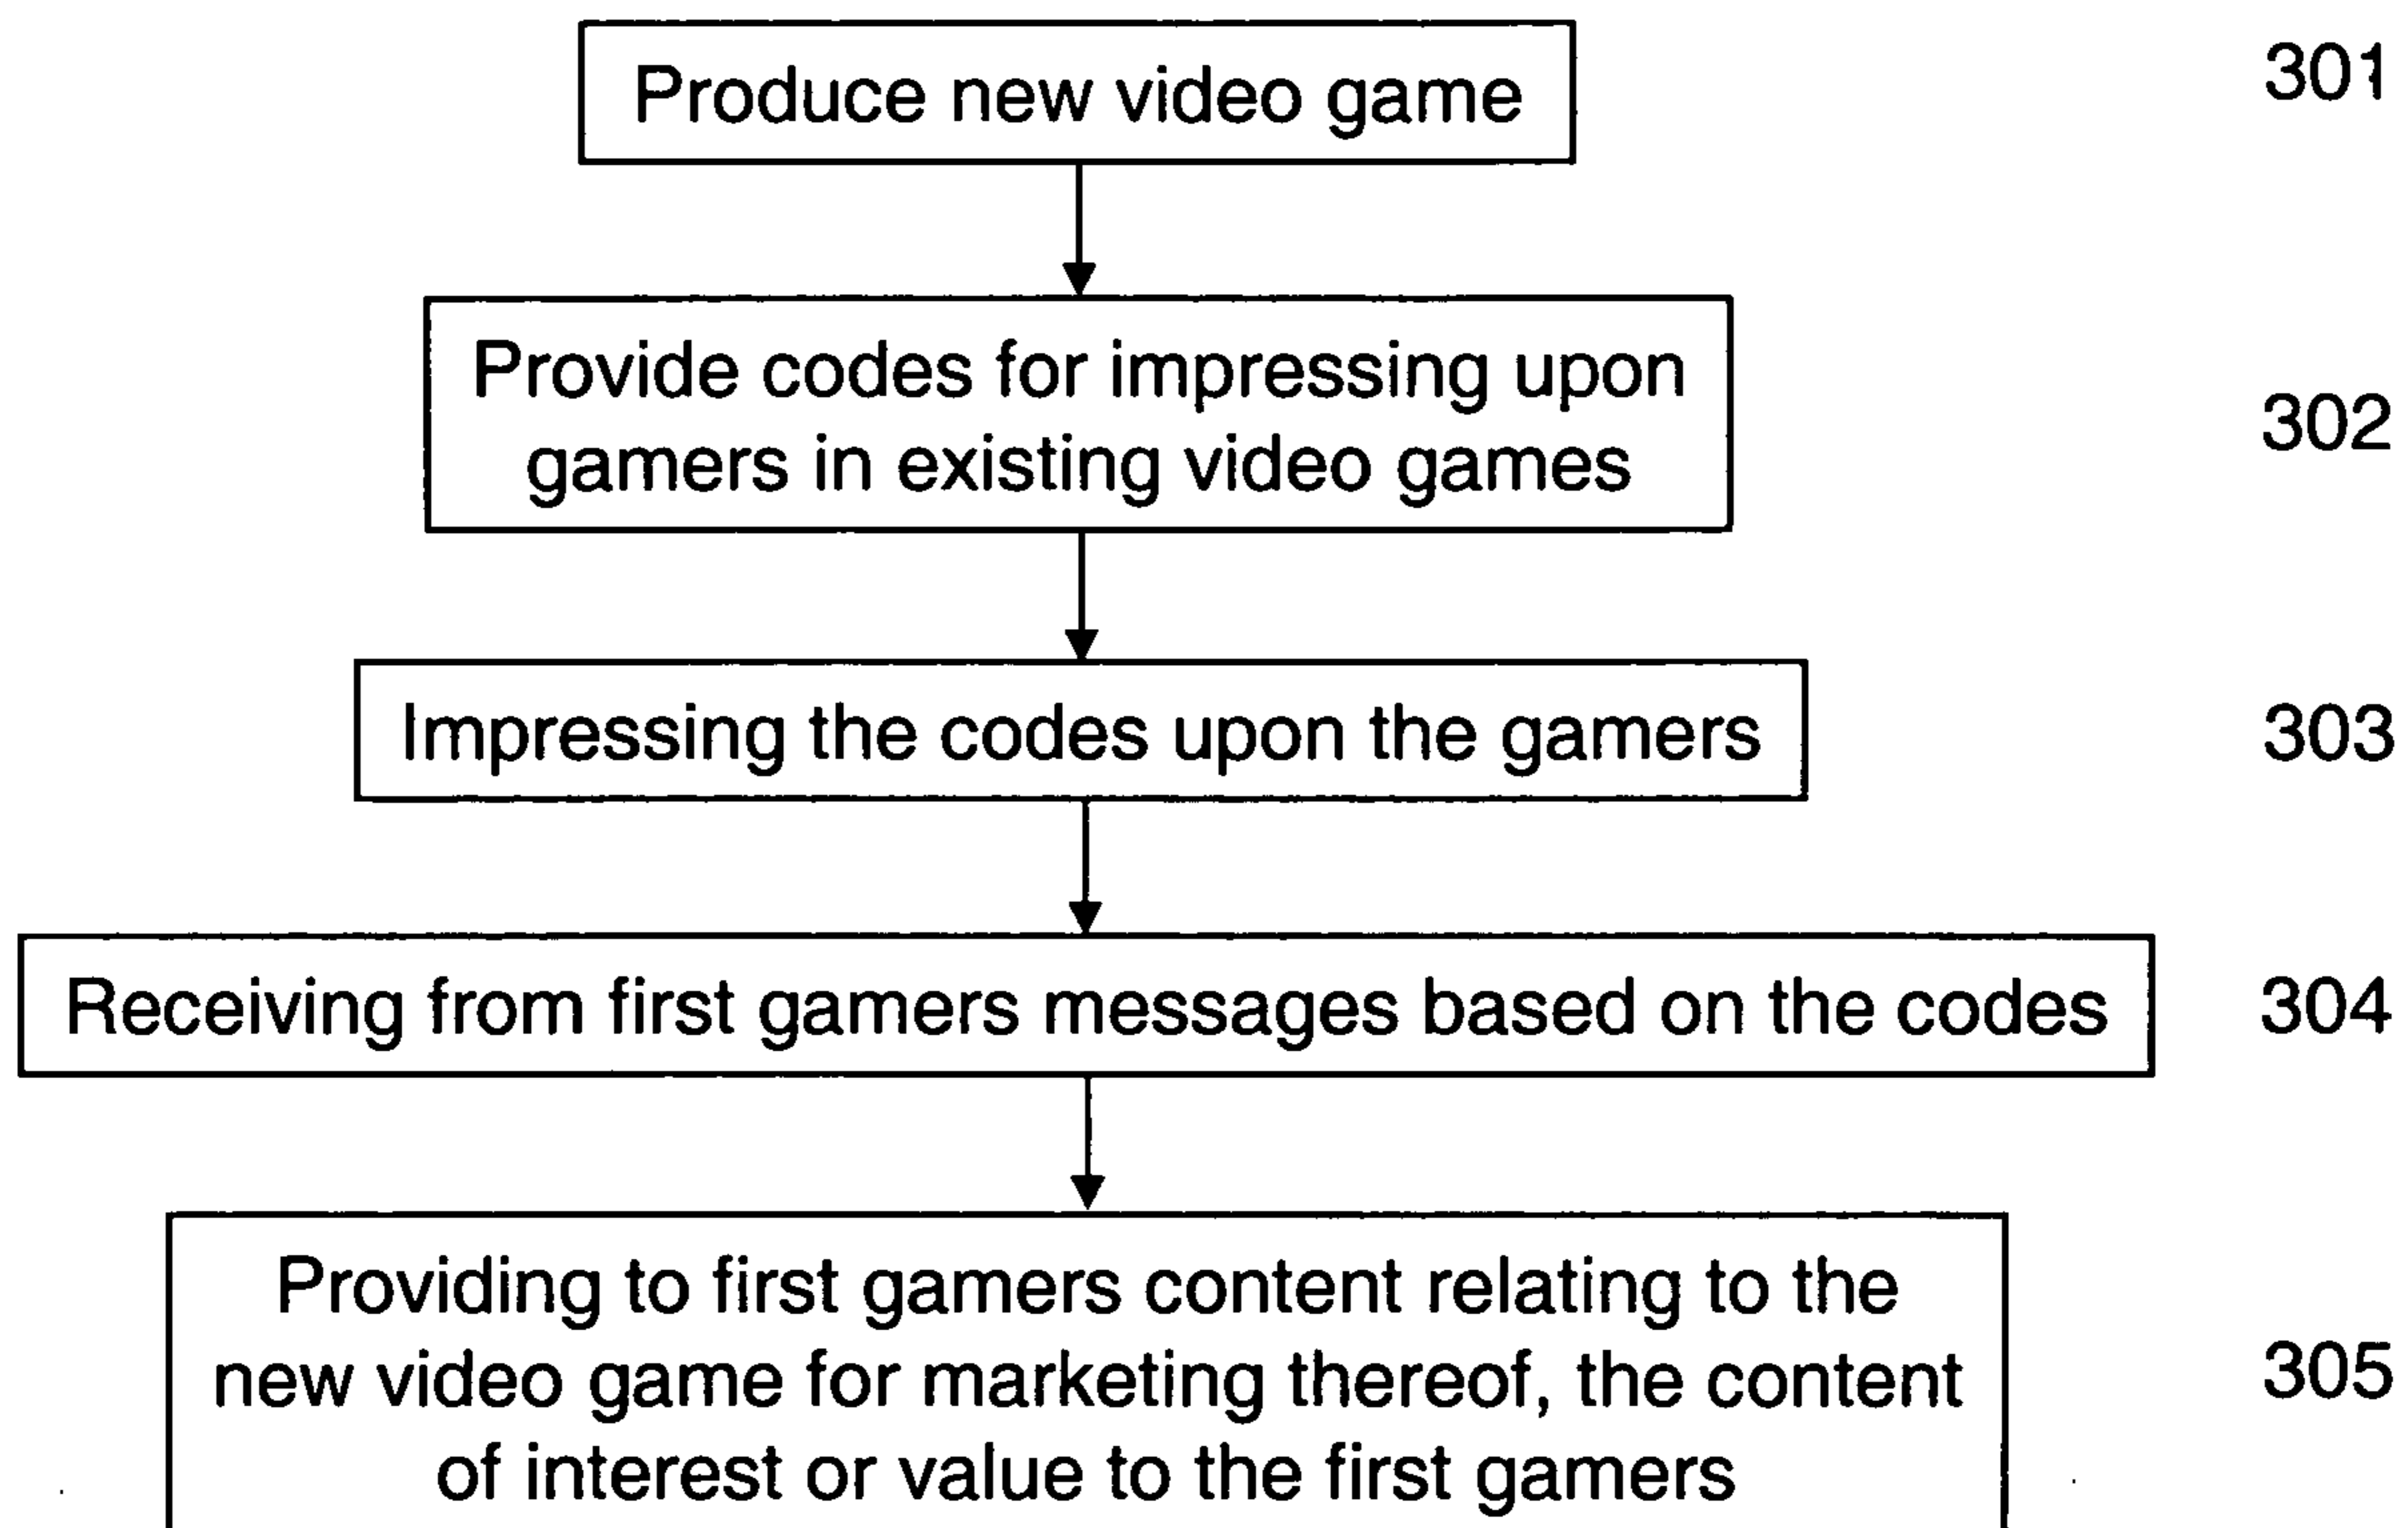 Produce new video game
301
Provide codes for impressing upon
gamers in existing video games
302
Impressing the codes upon the gamers
303
Receiving from first gamers messages based on the codes
304
Providing to first gamers content relating to the
new video game for marketing thereof, the content
of interest or value to the first gamers
305